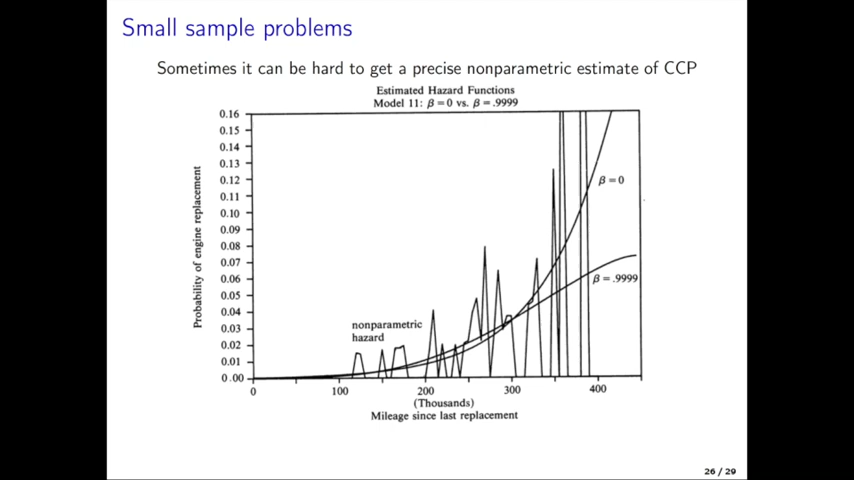 Small sample problems
Sometimes it can be hard to get a precise nonparametric estimate of CCP
Estimated Hazard Functions
Model 11: β = 0 vs. β = .9999
0.16
0.15
0.14
0.13
0.12
0.11
0.10
0.09
0.08
0.07
0.06
0.05
0.04
0.03
0.02
0.01
0.00
Probability of engine replacement
β = 0
β = .9999
nonparametric
hazard
0 100 200 300 400
(Thousands)
Mileage since last replacement
26 / 29